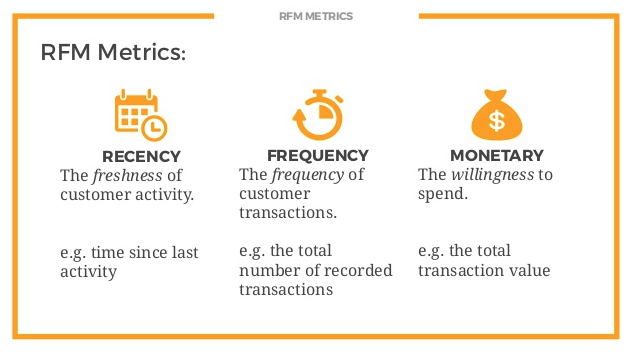 RFM METRICS
RFM Metrics:
$
RECENCY
The freshness of
customer activity.
e.g. time since last
activity
FREQUENCY
The frequency of
customer
transactions.
e.g. the total
number of recorded
transactions
MONETARY
The willingness to
spend.
e.g. the total
transaction value